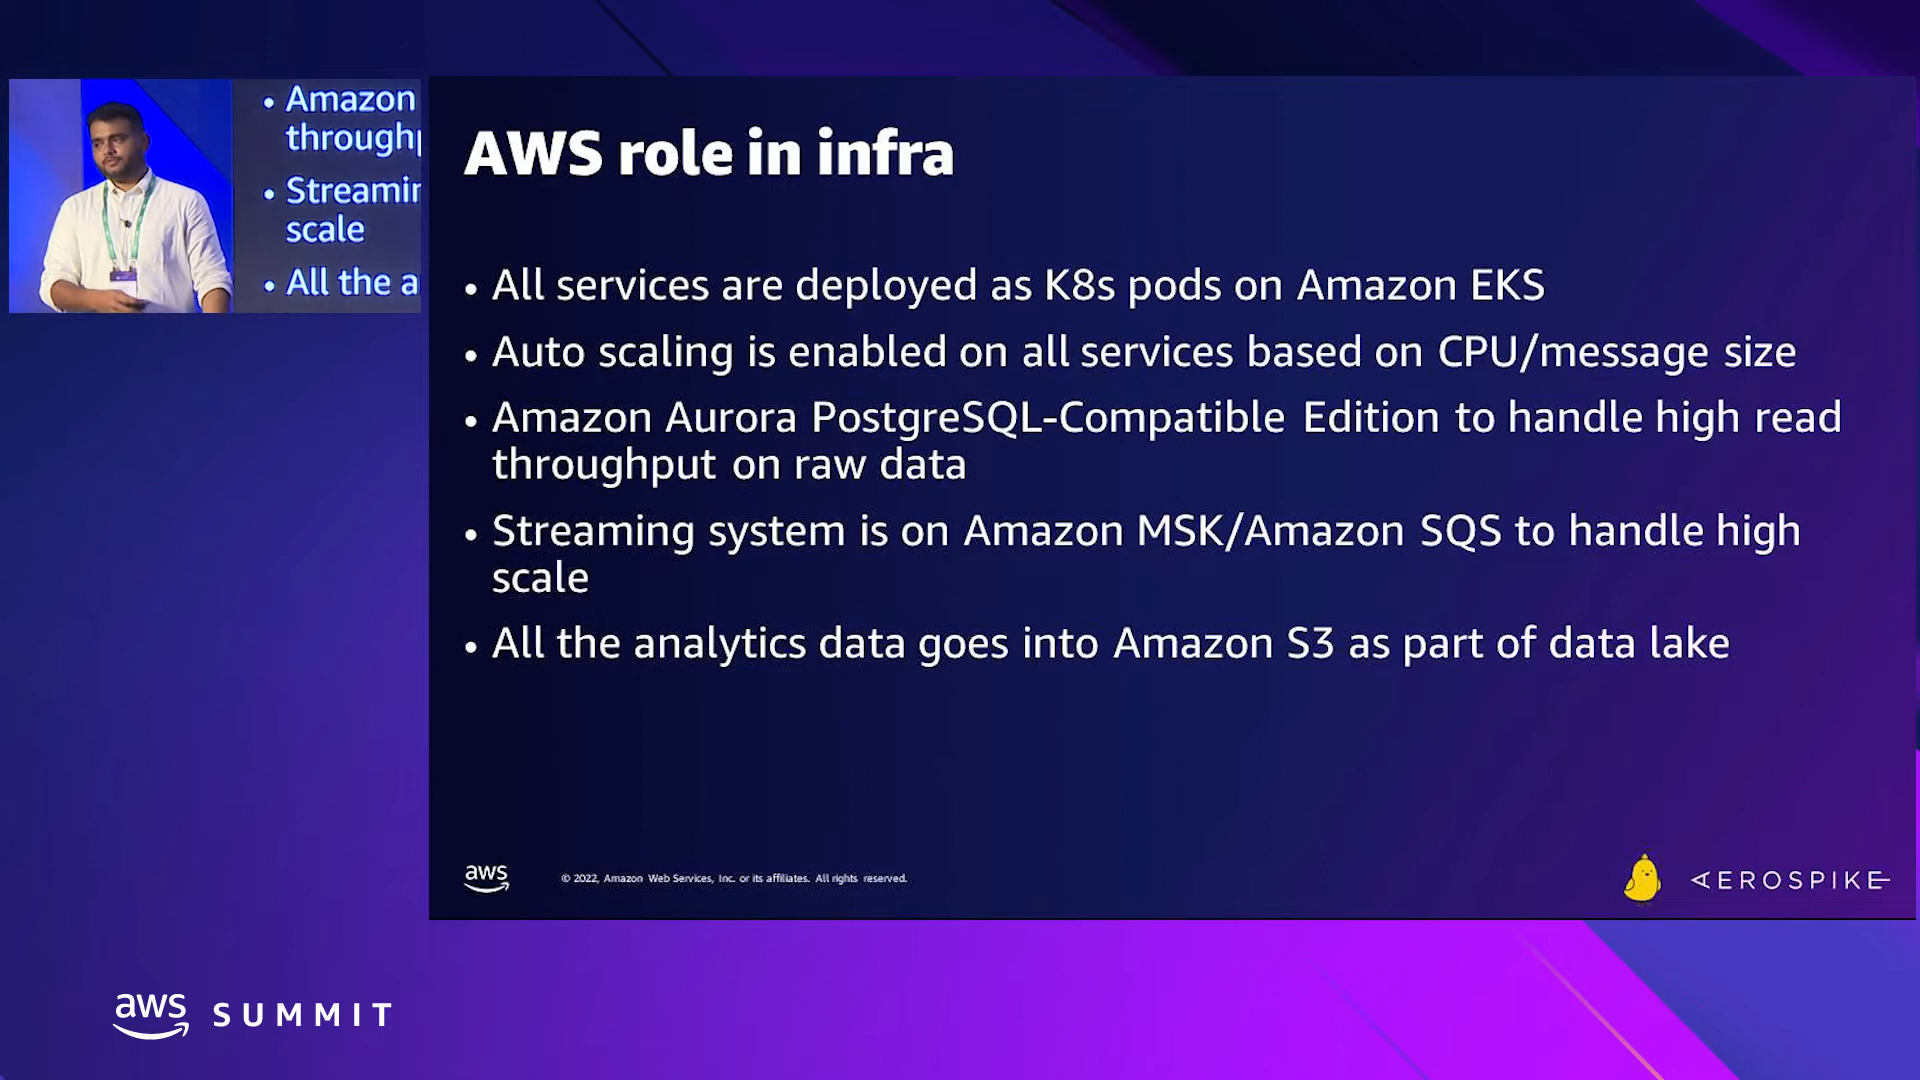 • Amazon
through
• Streamin
scale
• All the a
AWS role in infra
• All services are deployed as K8s pods on Amazon EKS
• Auto scaling is enabled on all services based on CPU/message size
• Amazon Aurora PostgreSQL-Compatible Edition to handle high read
throughput on raw data
• Streaming system is on Amazon MSK/Amazon SQS to handle high
scale
• All the analytics data goes into Amazon S3 as part of data lake
aws
© 2022, Amazon Web Services, Inc. or its affiliates. All rights reserved.
AEROSPIKE
aws SUMMIT